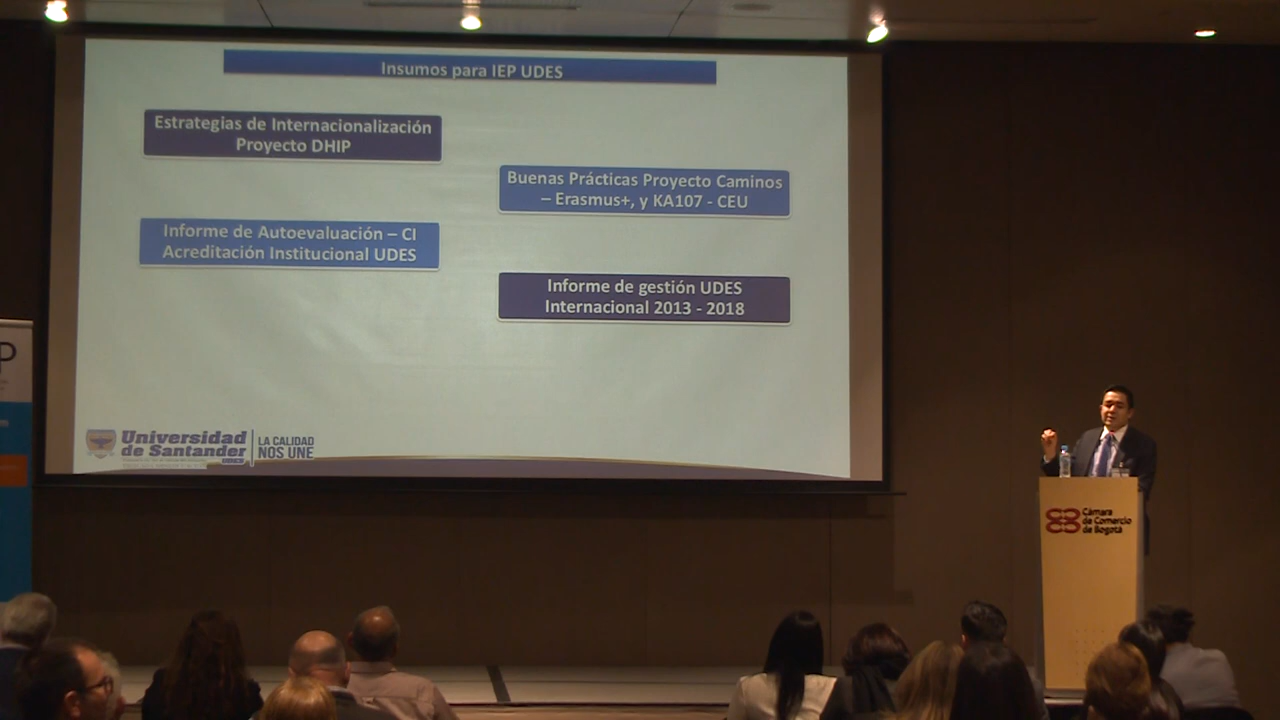 Insumos para IEP UDES
Estrategias de Internacionalización
Proyecto DHIP
Buenas Prácticas Proyecto Caminos
– Erasmus+, y KA107 - CEU
Informe de Autoevaluación – CI
Acreditación Institucional UDES
Informe de gestión UDES
Internacional 2013 - 2018
Universidad
de Santander
UDES
LA CALIDAD
NOS UNE
P
Cámara
de Comercio
de Bogotá